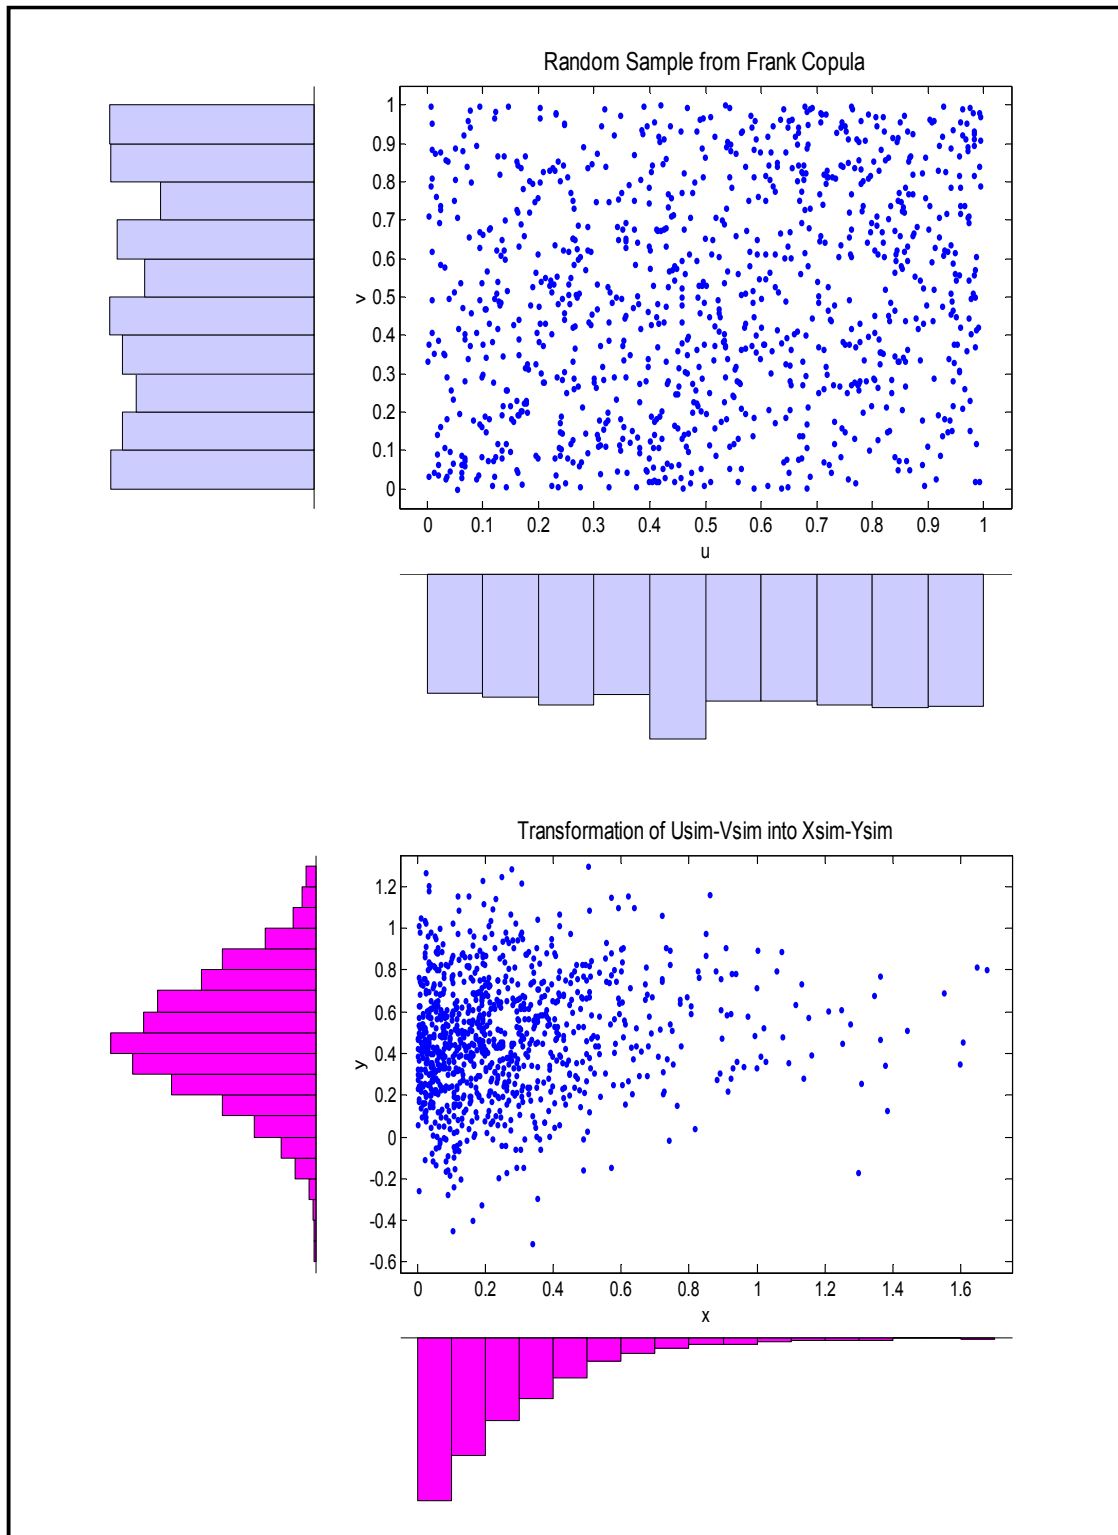 Random Sample from Frank Copula
1
0.9
0.8
0.7
0.6
0.5
0.4
0.3
0.2
0.1
0
v
0 0.1 0.2 0.3 0.4 0.5 0.6 0.7 0.8 0.9 1
u
Transformation of Usim-Vsim into Xsim-Ysim
1.2
1
0.8
0.6
0.4
0.2
0
-0.2
-0.4
-0.6
y
0 0.2 0.4 0.6 0.8 1 1.2 1.4 1.6
x